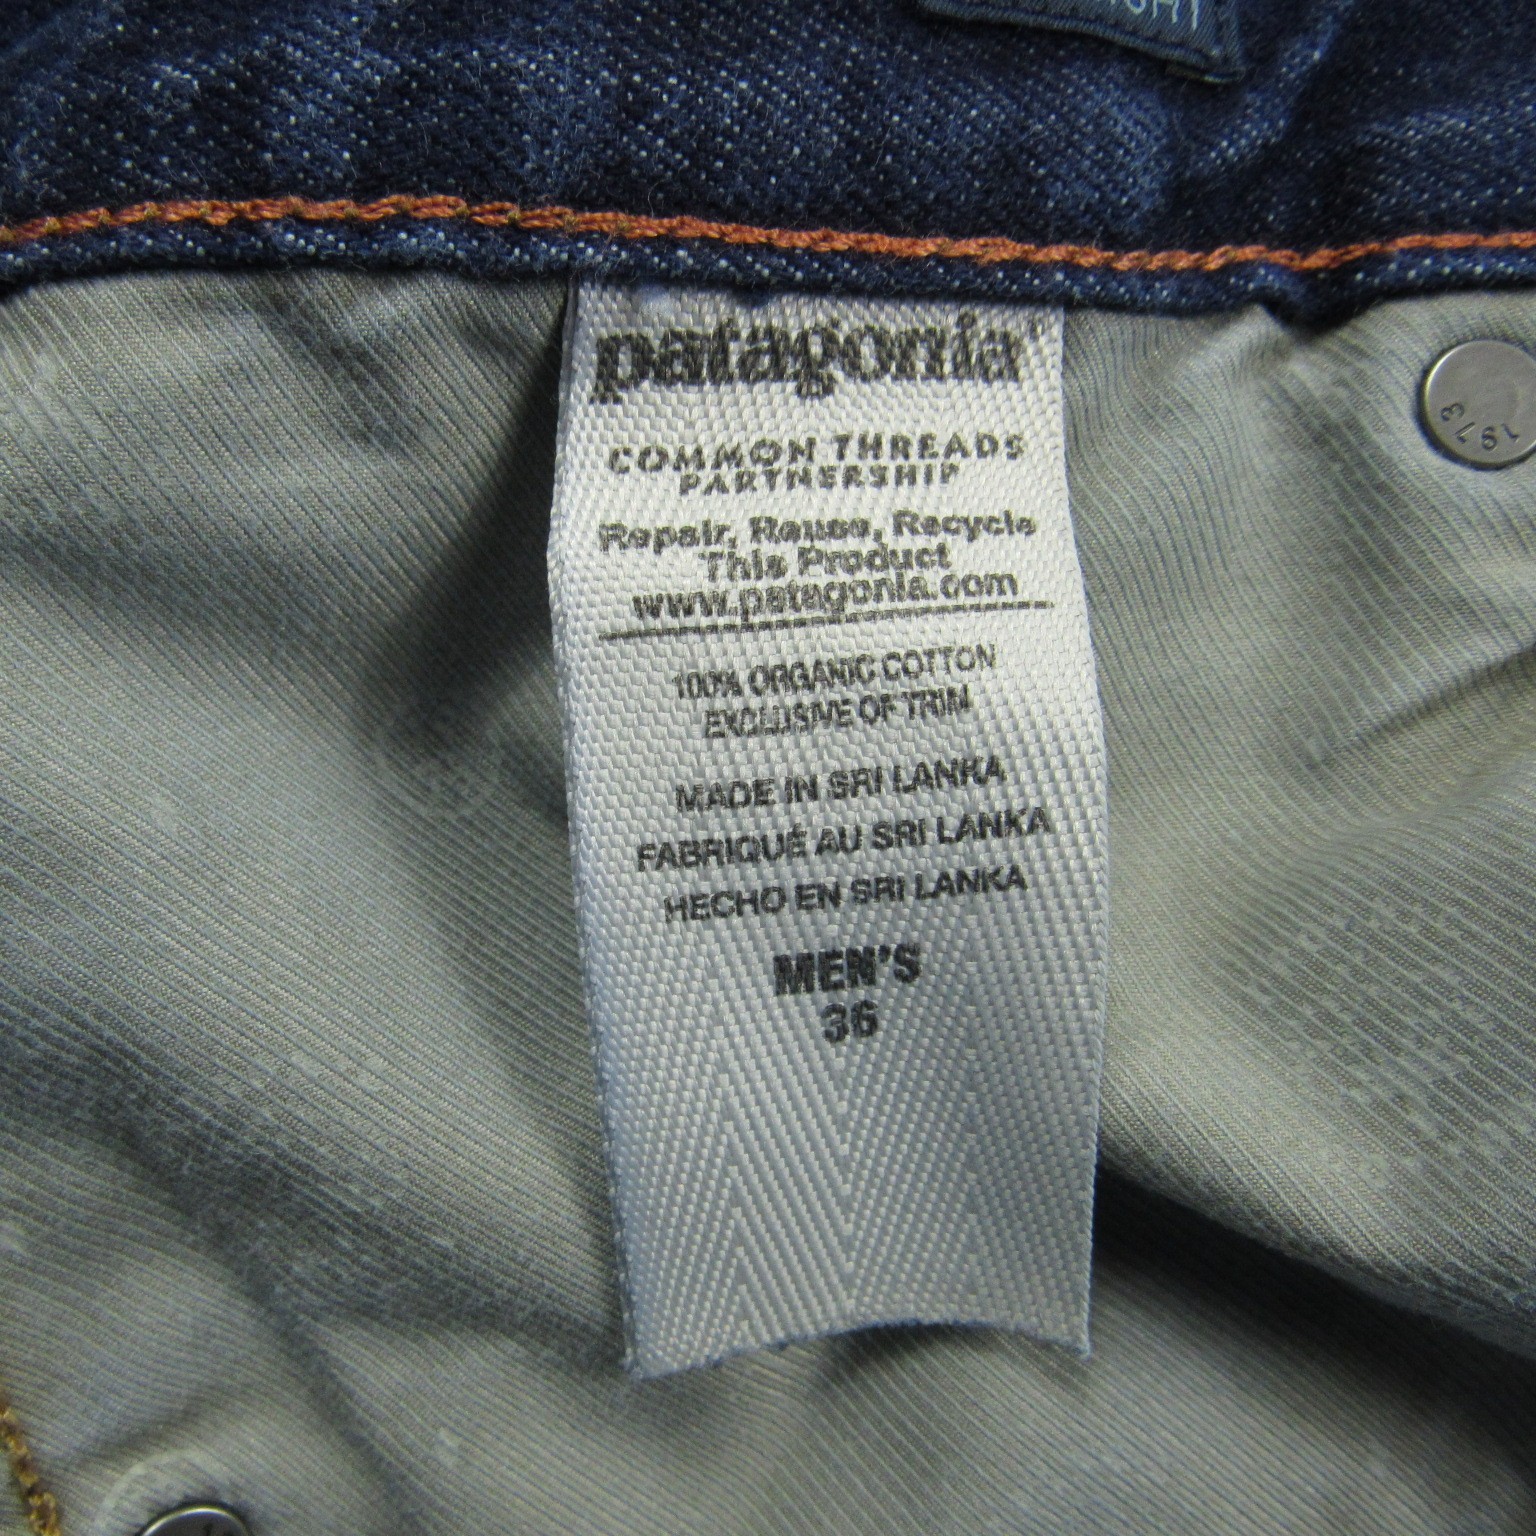 patagonia®
COMMON THREADS
PARTNERSHIP
Repair, Reuse, Recycle
This Product
www.patagonia.com
100% ORGANIC COTTON
EXCLUSIVE OF TRIM
MADE IN SRI LANKA
FABRIQUÉ AU SRI LANKA
HECHO EN SRI LANKA
MEN'S
36
1973